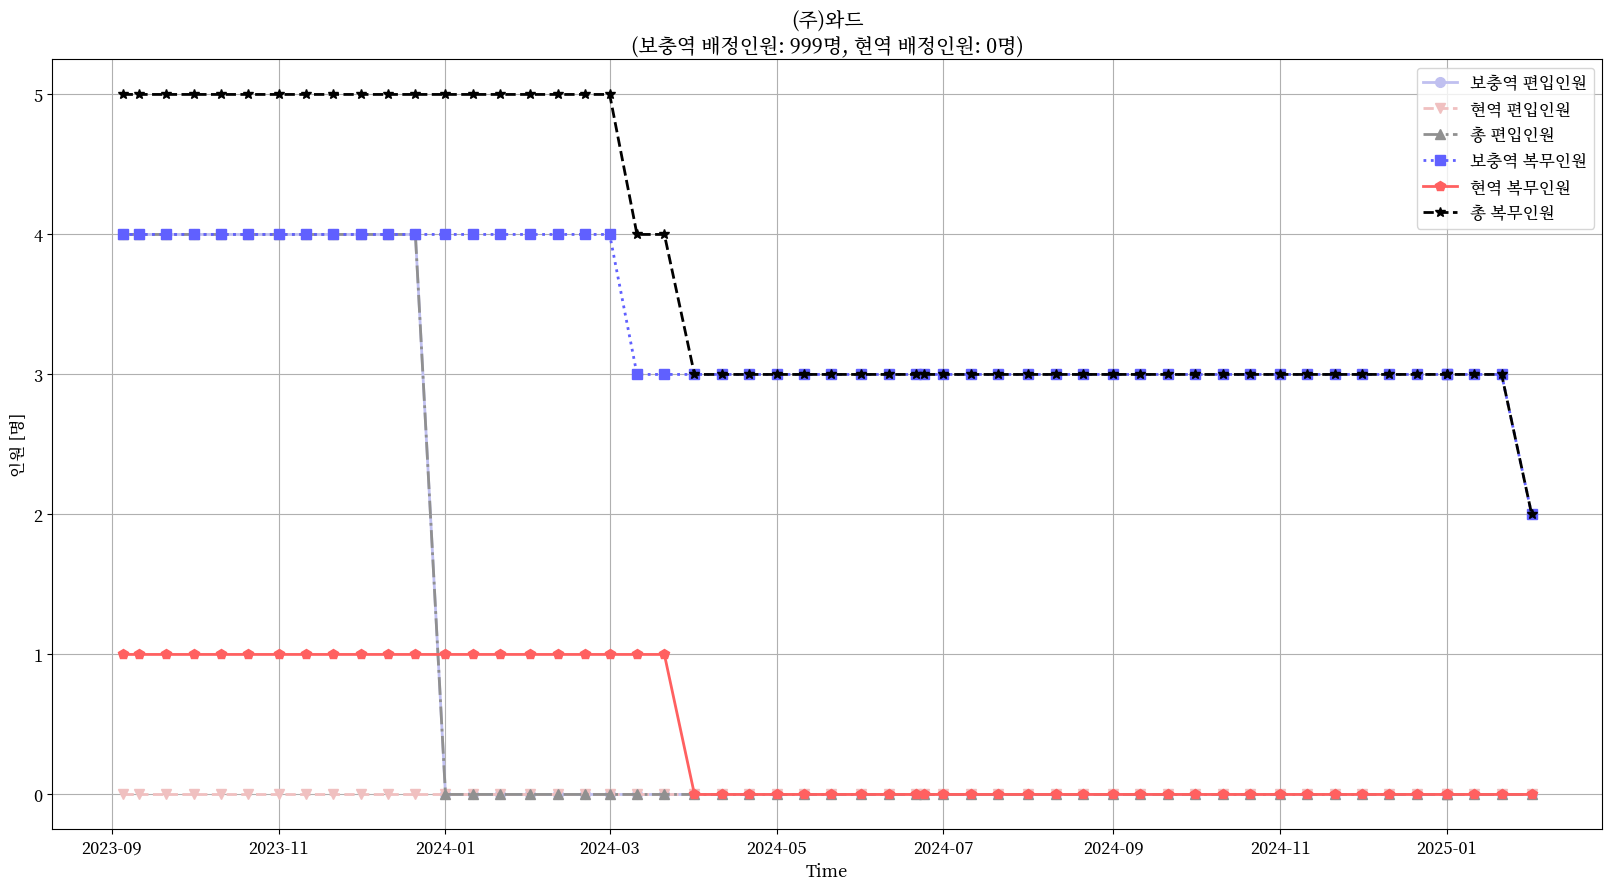 (주)와드
(보충역 배정인원: 999명, 현역 배정인원: 0명)
보충역 편입인원
현역 편입인원
총 편입인원
보충역 복무인원
현역 복무인원
총 복무인원
인원 [명]
5
4
3
2
1
0
2023-09
2023-11
2024-01
2024-03
2024-05
2024-07
2024-09
2024-11
2025-01
Time